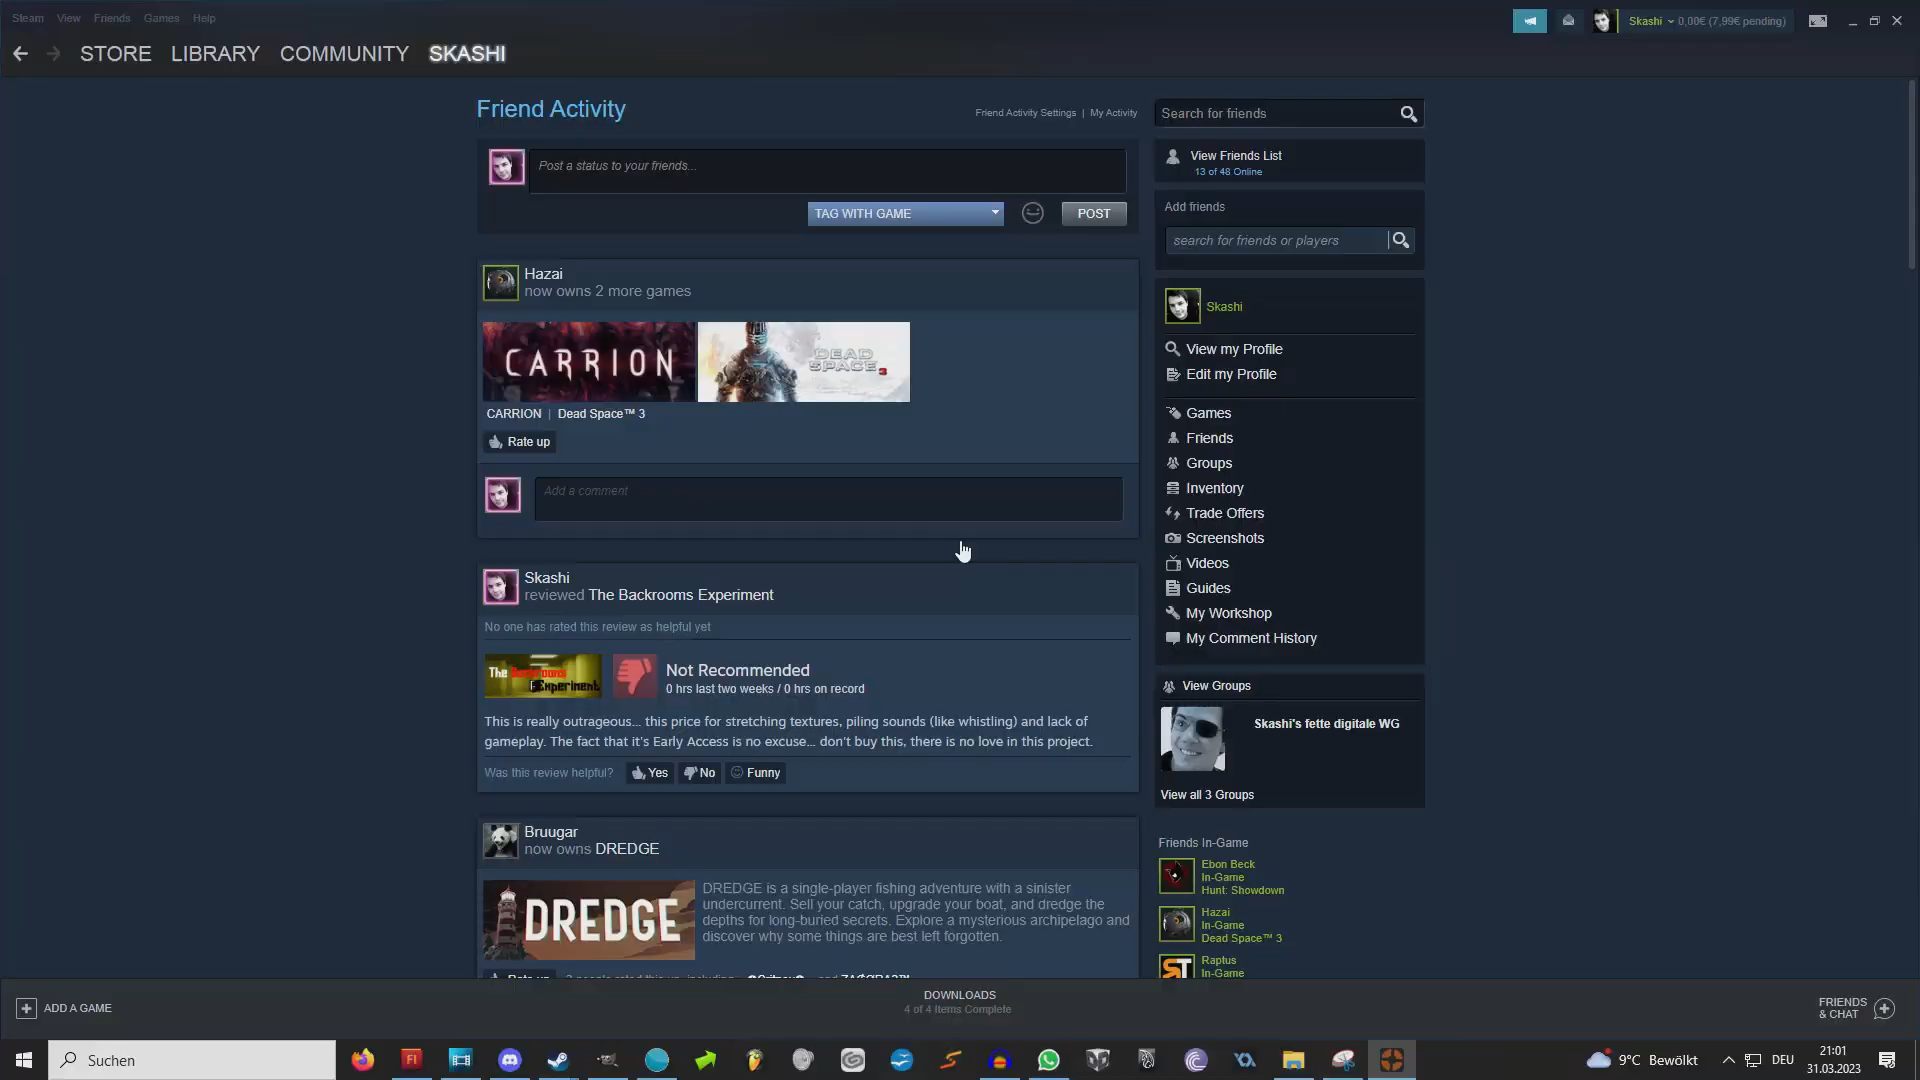 Steam View Friends Games Help
Skashi 0,00€ (7,99€ pending)
STORE LIBRARY COMMUNITY SKASHI
Friend Activity
Friend Activity Settings | My Activity
Post a status to your friends...
TAG WITH GAME
POST
Hazai
now owns 2 more games
CARRION
DEAD SPACE 3
CARRION | Dead Space™ 3
Rate up
Add a comment
Skashi
reviewed The Backrooms Experiment
No one has rated this review as helpful yet
The Backrooms Experiment
Not Recommended
0 hrs last two weeks / 0 hrs on record
This is really outrageous... this price for stretching textures, piling sounds (like whistling) and lack of
gameplay. The fact that it's Early Access is no excuse... don't buy this, there is no love in this project.
Was this review helpful? Yes No Funny
Bruugar
now owns DREDGE
DREDGE
DREDGE is a single-player fishing adventure with a sinister
undercurrent. Sell your catch, upgrade your boat, and dredge the
depths for long-buried secrets. Explore a mysterious archipelago and
discover why some things are best left forgotten.
Search for friends
View Friends List
13 of 48 Online
Add friends
search for friends or players
Skashi
View my Profile
Edit my Profile
Games
Friends
Groups
Inventory
Trade Offers
Screenshots
Videos
Guides
My Workshop
My Comment History
View Groups
Skashi's fette digitale WG
View all 3 Groups
Friends In-Game
Ebon Beck
In-Game
Hunt: Showdown
Hazai
In-Game
Dead Space™ 3
Raptus
In-Game
ADD A GAME
DOWNLOADS
4 of 4 Items Complete
FRIENDS
& CHAT
Suchen
9°C Bewölkt
DEU
21:01
31.03.2023